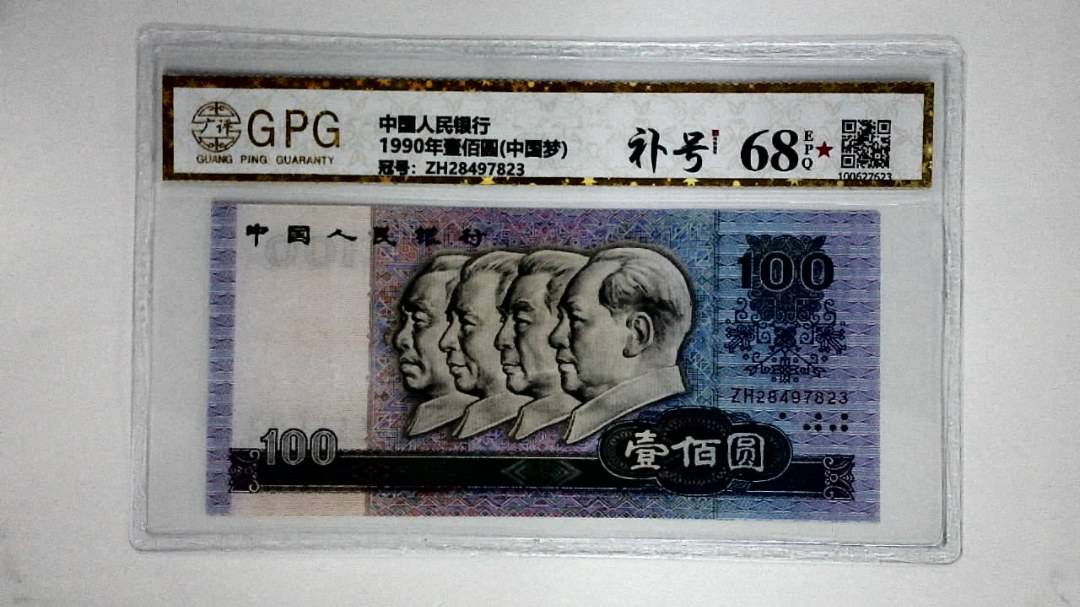 GPG
GUANG PING GUARANTY
中国人民银行
1990年壹佰圆(中国梦)
冠号: ZH28497823
补号
68
EPQ
100627623
中国人民银行
100
ZH28497823
100
壹佰圆